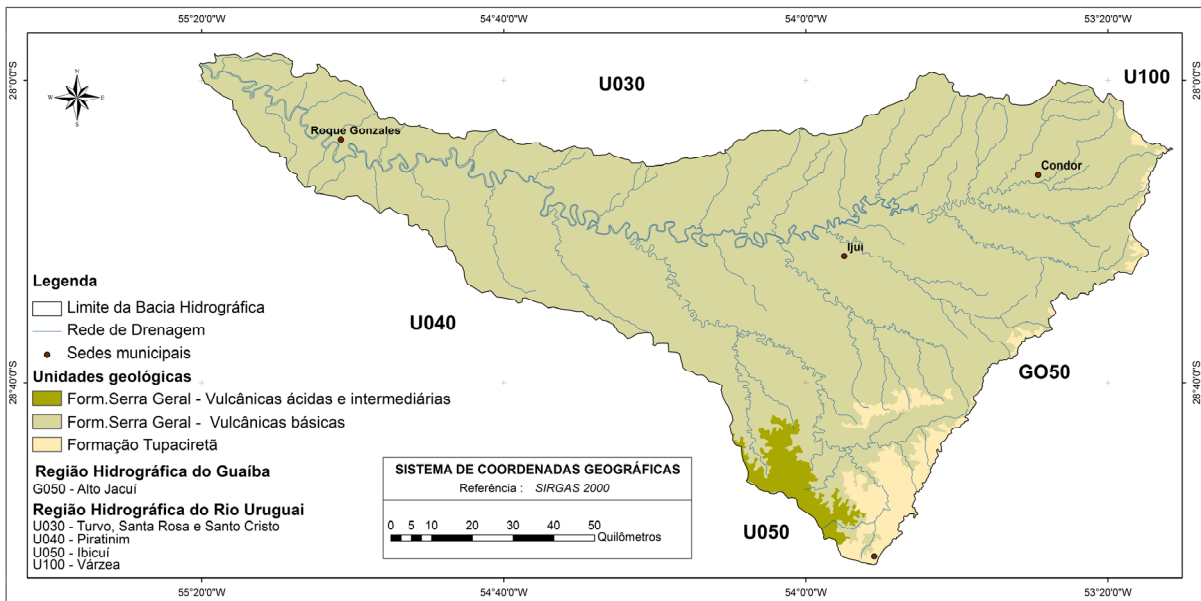 55°20'0"W 54°40'0"W 54°0'0"W 53°20'0"W
28°0'0"S 28°0'0"S
N
W E
S
U030
U100
Roque Gonzales
Condor
Ijuí
U040
GO50
28°40'0"S 28°40'0"S
U050
Legenda
Limite da Bacia Hidrográfica
Rede de Drenagem
Sedes municipais
Unidades geológicas
Form.Serra Geral - Vulcânicas ácidas e intermediárias
Form.Serra Geral - Vulcânicas básicas
Formação Tupaciretã
Região Hidrográfica do Guaíba
G050 - Alto Jacuí
Região Hidrográfica do Rio Uruguai
U030 - Turvo, Santa Rosa e Santo Cristo
U040 - Piratinim
U050 - Ibicuí
U100 - Várzea
SISTEMA DE COORDENADAS GEOGRÁFICAS
Referência : SIRGAS 2000
0 5 10 20 30 40 50
Quilômetros
55°20'0"W 54°40'0"W 54°0'0"W 53°20'0"W